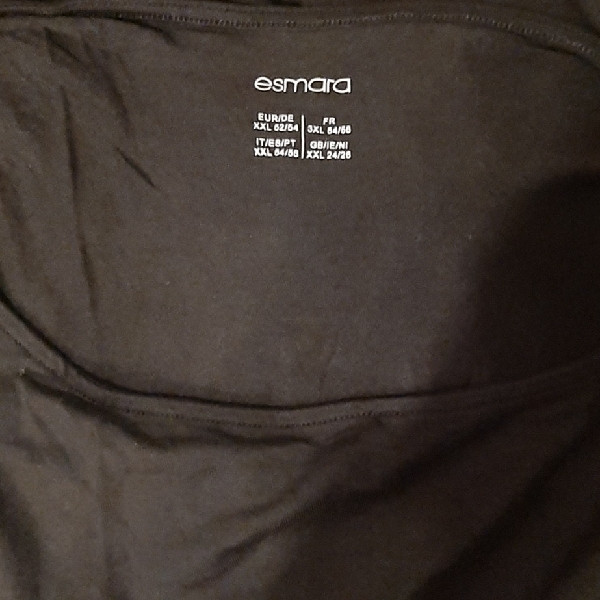 esmara
EUR/DE
XXL 52/54
FR
3XL 54/56
IT/ES/PT
XXL 54/56
GB/IE/NI
XXL 24/26